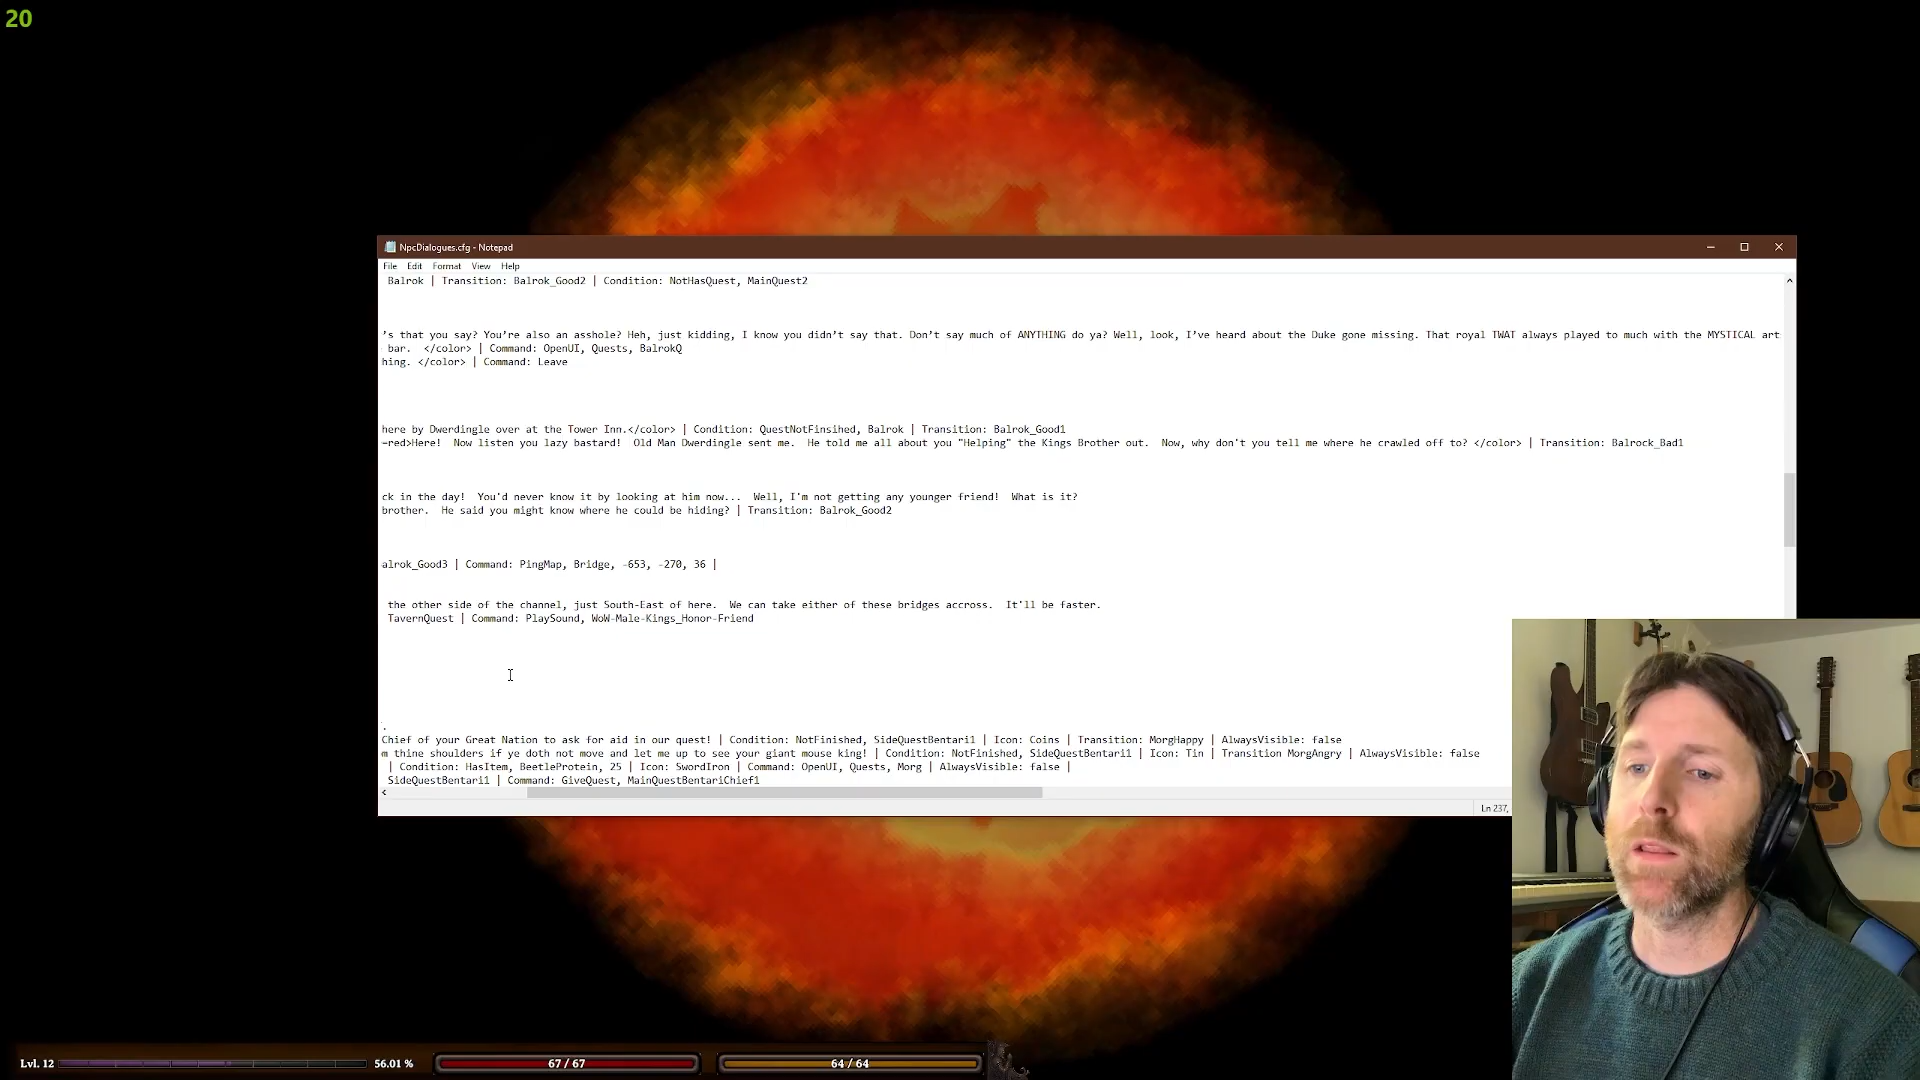 20
NpcDialogues.cfg - Notepad
File Edit Format View Help
Balrok | Transition: Balrok_Good2 | Condition: NotHasQuest, MainQuest2
’s that you say? You’re also an asshole? Heh, just kidding, I know you didn’t say that. Don’t say much of ANYTHING do ya? Well, look, I’ve heard about the Duke gone missing. That royal TWAT always played to much with the MYSTICAL art
bar.  </color> | Command: OpenUI, Quests, BalrokQ
hing. </color> | Command: Leave
here by Dwerdingle over at the Tower Inn.</color> | Condition: QuestNotFinsihed, Balrok | Transition: Balrok_Good1
=red>Here!  Now listen you lazy bastard!  Old Man Dwerdingle sent me.  He told me all about you "Helping" the Kings Brother out.  Now, why don't you tell me where he crawled off to? </color> | Transition: Balrock_Bad1
ck in the day!  You'd never know it by looking at him now...  Well, I'm not getting any younger friend!  What is it?
brother.  He said you might know where he could be hiding? | Transition: Balrok_Good2
alrok_Good3 | Command: PingMap, Bridge, -653, -270, 36 |
the other side of the channel, just South-East of here.  We can take either of these bridges accross.  It'll be faster.
TavernQuest | Command: PlaySound, WoW-Male-Kings_Honor-Friend
.
Chief of your Great Nation to ask for aid in our quest! | Condition: NotFinished, SideQuestBentari1 | Icon: Coins | Transition: MorgHappy | AlwaysVisible: false
m thine shoulders if ye doth not move and let me up to see your giant mouse king! | Condition: NotFinished, SideQuestBentari1 | Icon: Tin | Transition MorgAngry | AlwaysVisible: false
| Condition: HasItem, BeetleProtein, 25 | Icon: SwordIron | Command: OpenUI, Quests, Morg | AlwaysVisible: false |
SideQuestBentari1 | Command: GiveQuest, MainQuestBentariChief1
Ln 237,
Lvl. 12
56.01 %
67 / 67
64 / 64